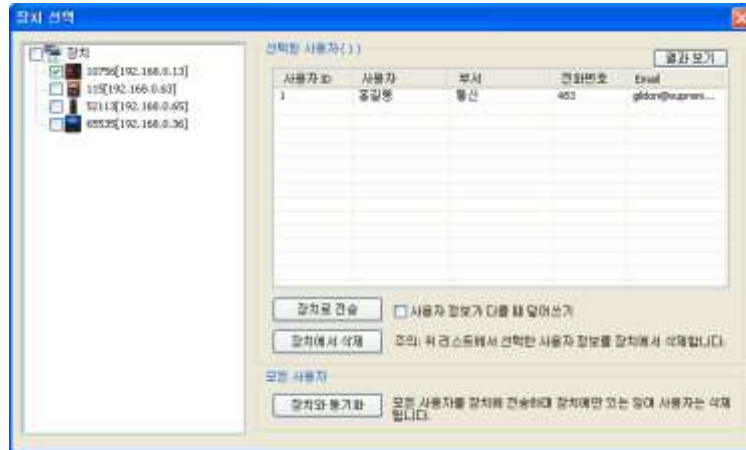 장치 선택
장치
10756[192.168.0.13]
115[192.168.0.63]
52113[192.168.0.65]
65535[192.168.0.36]
선택된 사용자( 1 )
결과 보기
사용자 ID 사용자 부서 전화번호 Email
1 홍길동 통신 463
장치로 전송
사용자 정보가 다를 때 덮어쓰기
장치에서 삭제
주의: 위 리스트에서 선택한 사용자 정보를 장치에서 삭제합니다.
모든 사용자
장치와 동기화
모든 사용자를 장치에 전송하며 장치에만 있는 잉여 사용자는 삭제
됩니다.